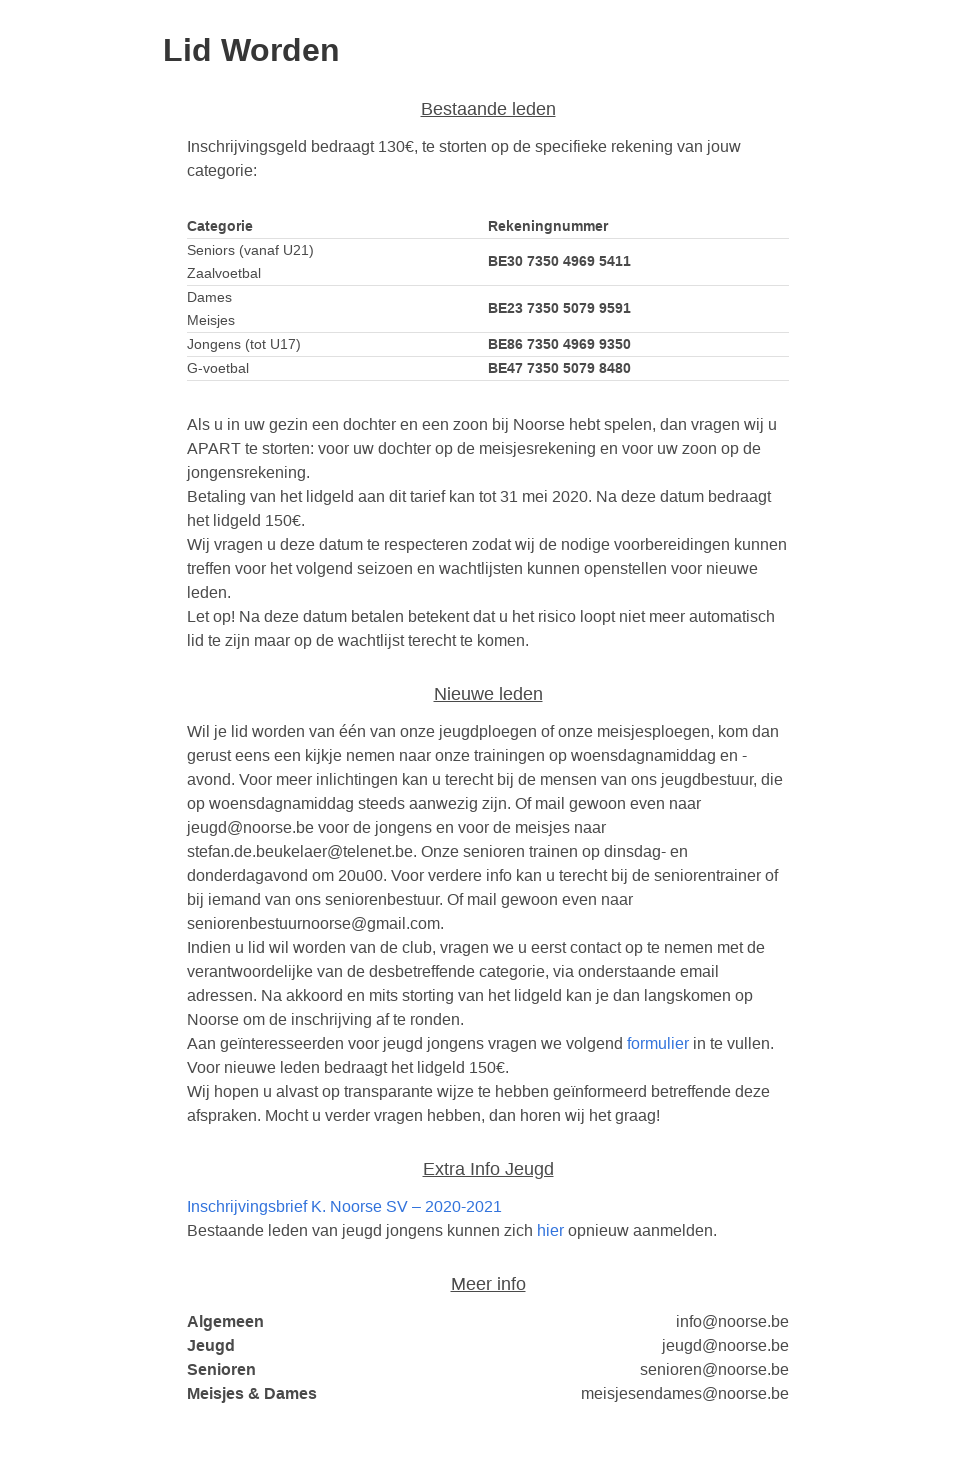 Lid Worden
Bestaande leden
Inschrijvingsgeld bedraagt 130€, te storten op de specifieke rekening van jouw
categorie:
Categorie Rekeningnummer
Seniors (vanaf U21)
Zaalvoetbal
BE30 7350 4969 5411
Dames
Meisjes
BE23 7350 5079 9591
Jongens (tot U17) BE86 7350 4969 9350
G-voetbal BE47 7350 5079 8480
Als u in uw gezin een dochter en een zoon bij Noorse hebt spelen, dan vragen wij u
APART te storten: voor uw dochter op de meisjesrekening en voor uw zoon op de
jongensrekening.
Betaling van het lidgeld aan dit tarief kan tot 31 mei 2020. Na deze datum bedraagt
het lidgeld 150€.
Wij vragen u deze datum te respecteren zodat wij de nodige voorbereidingen kunnen
treffen voor het volgend seizoen en wachtlijsten kunnen openstellen voor nieuwe
leden.
Let op! Na deze datum betalen betekent dat u het risico loopt niet meer automatisch
lid te zijn maar op de wachtlijst terecht te komen.
Nieuwe leden
Wil je lid worden van één van onze jeugdploegen of onze meisjesploegen, kom dan
gerust eens een kijkje nemen naar onze trainingen op woensdagnamiddag en -
avond. Voor meer inlichtingen kan u terecht bij de mensen van ons jeugdbestuur, die
op woensdagnamiddag steeds aanwezig zijn. Of mail gewoon even naar
jeugd@noorse.be voor de jongens en voor de meisjes naar
stefan.de.beukelaer@telenet.be. Onze senioren trainen op dinsdag- en
donderdagavond om 20u00. Voor verdere info kan u terecht bij de seniorentrainer of
bij iemand van ons seniorenbestuur. Of mail gewoon even naar
seniorenbestuurnoorse@gmail.com.
Indien u lid wil worden van de club, vragen we u eerst contact op te nemen met de
verantwoordelijke van de desbetreffende categorie, via onderstaande email
adressen. Na akkoord en mits storting van het lidgeld kan je dan langskomen op
Noorse om de inschrijving af te ronden.
Aan geïnteresseerden voor jeugd jongens vragen we volgend formulier in te vullen.
Voor nieuwe leden bedraagt het lidgeld 150€.
Wij hopen u alvast op transparante wijze te hebben geïnformeerd betreffende deze
afspraken. Mocht u verder vragen hebben, dan horen wij het graag!
Extra Info Jeugd
Inschrijvingsbrief K. Noorse SV – 2020-2021
Bestaande leden van jeugd jongens kunnen zich hier opnieuw aanmelden.
Meer info
Algemeen info@noorse.be
Jeugd jeugd@noorse.be
Senioren senioren@noorse.be
Meisjes & Dames meisjesendames@noorse.be